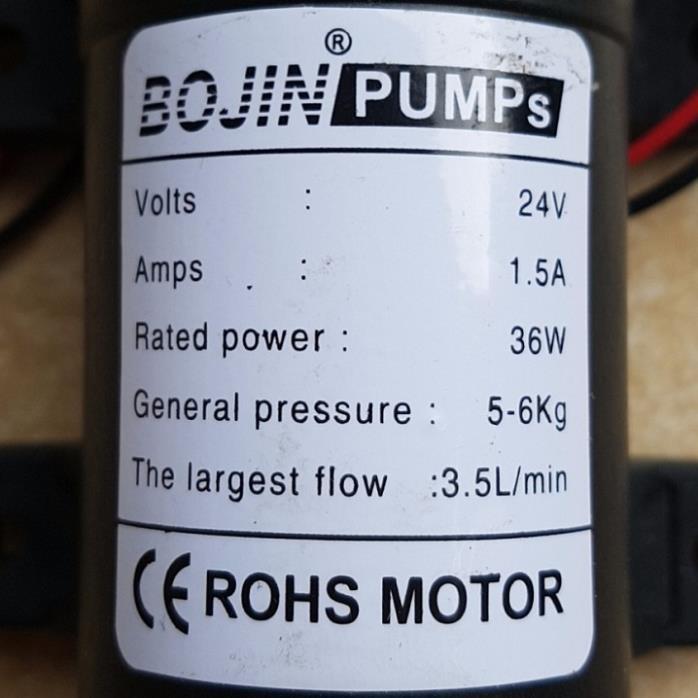 ®
BOJIN PUMPs
Volts : 24V
Amps : 1.5A
Rated power : 36W
General pressure : 5-6Kg
The largest flow :3.5L/min
CE ROHS MOTOR